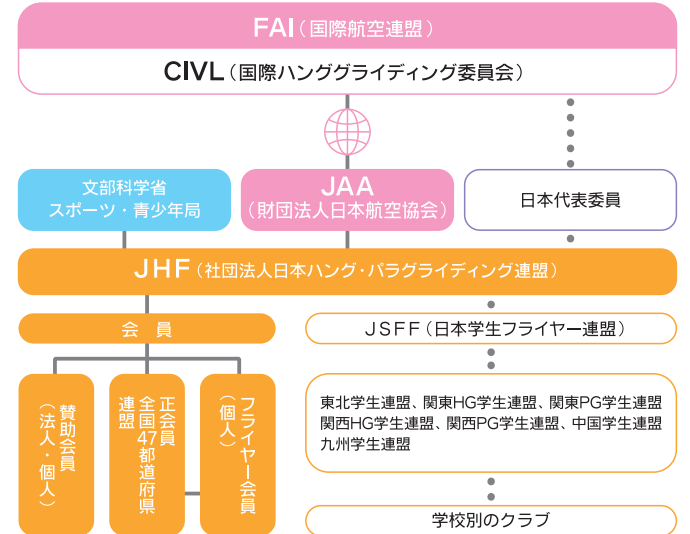 FAI（国際航空連盟）
CIVL（国際ハンググライディング委員会）
文部科学省
スポーツ・青少年局
JAA
（財団法人日本航空協会）
日本代表委員
JHF（社団法人日本ハング・パラグライディング連盟）
会　員
JSFF（日本学生フライヤー連盟）
賛助会員
（法人・個人）
正会員
全国47都道府県
連盟
フライヤー会員
（個人）
東北学生連盟、関東HG学生連盟、関東PG学生連盟
関西HG学生連盟、関西PG学生連盟、中国学生連盟
九州学生連盟
学校別のクラブ